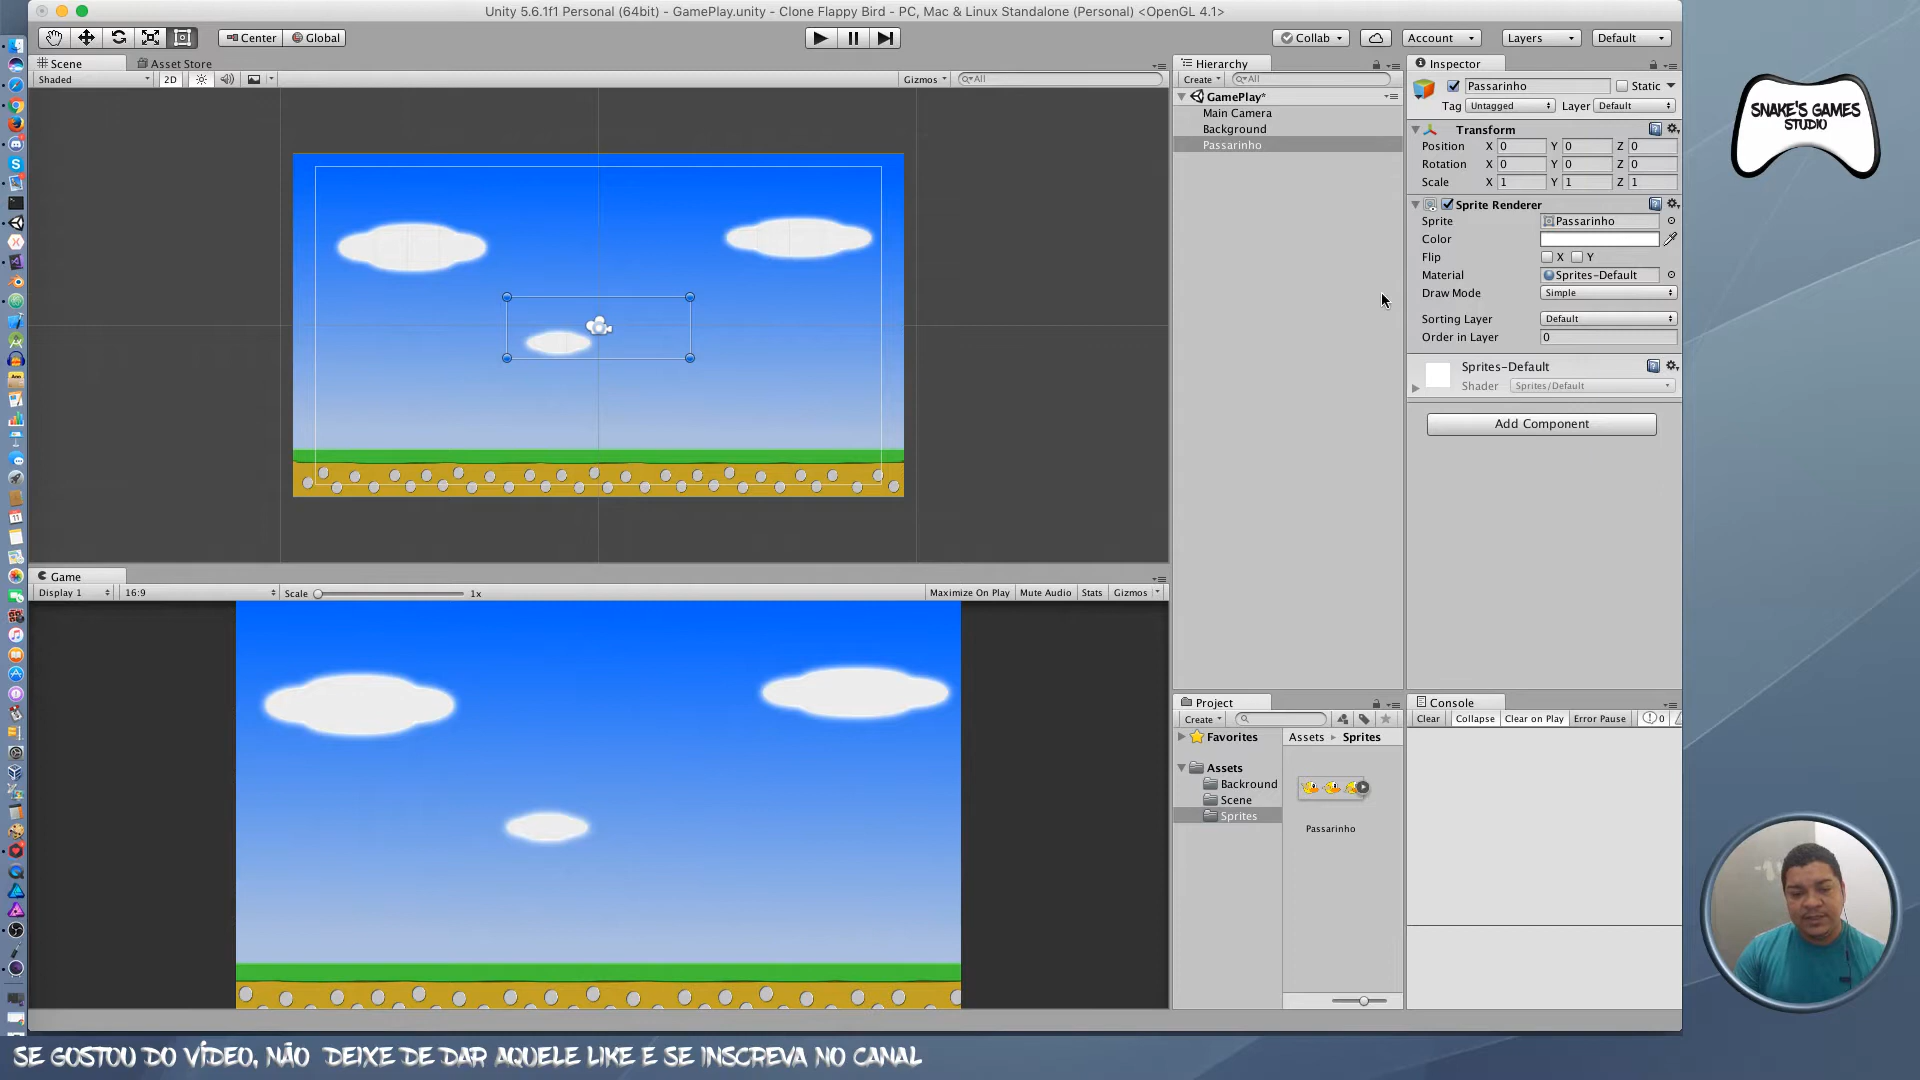 Unity 5.6.1f1 Personal (64bit) - GamePlay.unity - Clone Flappy Bird - PC, Mac & Linux Standalone (Personal) <OpenGL 4.1>
Center Global
Collab Account Layers Default
Scene Asset Store
Shaded 2D Gizmos All
Hierarchy
Create All
GamePlay*
Main Camera
Background
Passarinho
Inspector
Passarinho Static
Tag Untagged Layer Default
Transform
Position X 0 Y 0 Z 0
Rotation X 0 Y 0 Z 0
Scale X 1 Y 1 Z 1
Sprite Renderer
Sprite Passarinho
Color
Flip X Y
Material Sprites-Default
Draw Mode Simple
Sorting Layer Default
Order in Layer 0
Sprites-Default
Shader Sprites/Default
Add Component
SNAKE'S GAMES
STUDIO
Game
Display 1 16:9 Scale 1x Maximize On Play Mute Audio Stats Gizmos
Project
Create
Favorites
Assets
Backround
Scene
Sprites
Assets Sprites
Passarinho
Console
Clear Collapse Clear on Play Error Pause 0
SE GOSTOU DO VÍDEO, NÃO DEIXE DE DAR AQUELE LIKE E SE INSCREVA NO CANAL